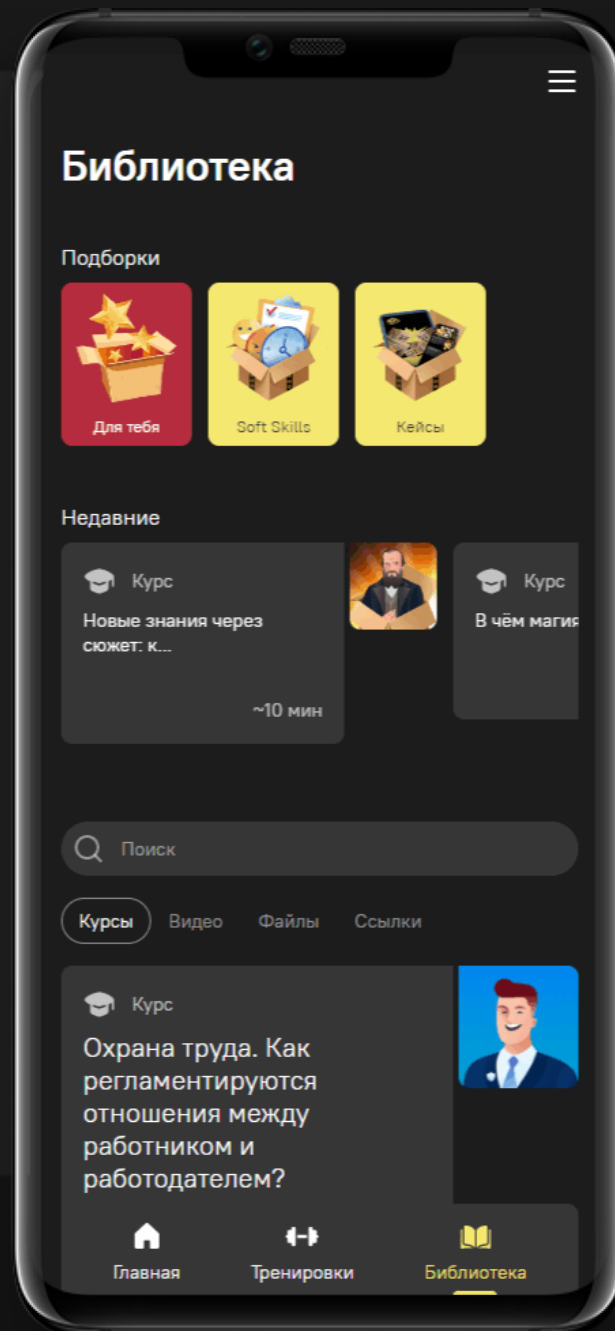 Библиотека
Подборки
Для тебя
Soft Skills
Кейсы
Недавние
Курс
Новые знания через
сюжет: к...
~10 мин
Курс
В чём магия
Поиск
Курсы
Видео
Файлы
Ссылки
Курс
Охрана труда. Как
регламентируются
отношения между
работником и
работодателем?
Главная
Тренировки
Библиотека